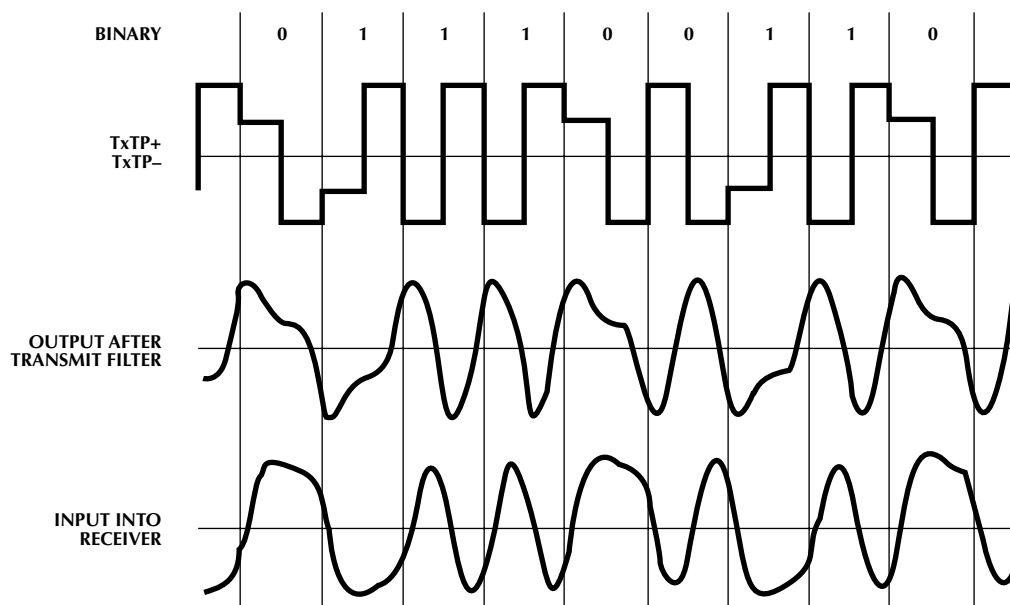 BINARY 0 1 1 1 0 0 1 1 0
TxTP+
TxTP–
OUTPUT AFTER
TRANSMIT FILTER
INPUT INTO
RECEIVER